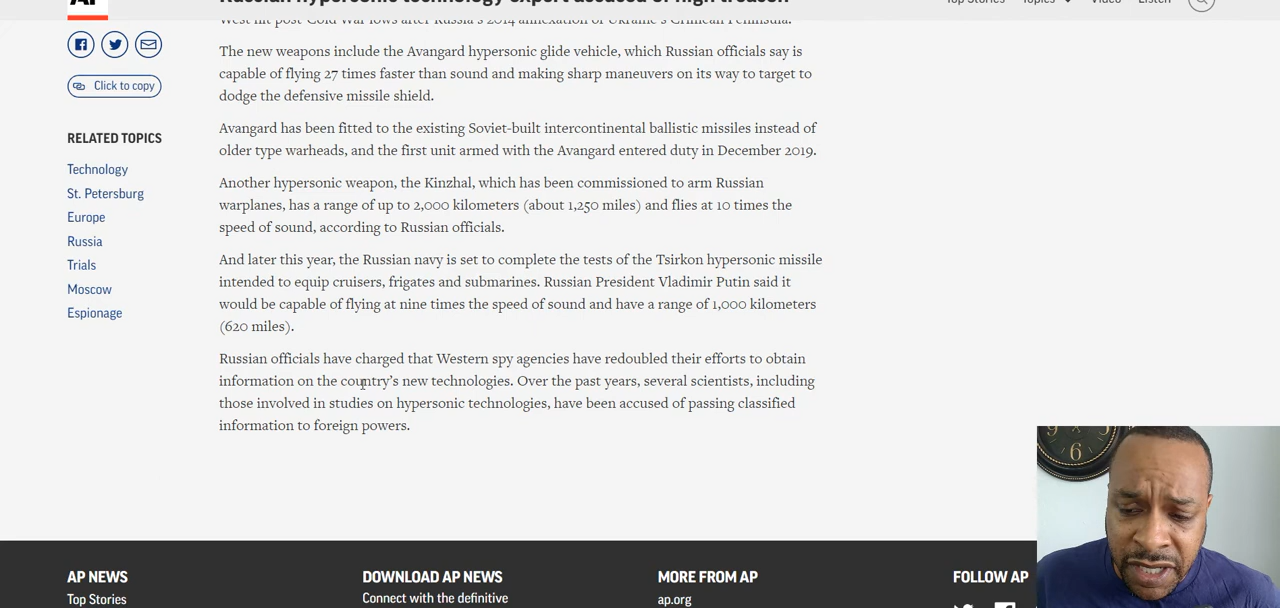 AP
Russian hypersonic technology expert accused of high treason
Top Stories
Topics
Video
Listen
West hit post-Cold War lows after Russia's 2014 annexation of Ukraine's Crimean Peninsula.
Click to copy
RELATED TOPICS
Technology
St. Petersburg
Europe
Russia
Trials
Moscow
Espionage
The new weapons include the Avangard hypersonic glide vehicle, which Russian officials say is
capable of flying 27 times faster than sound and making sharp maneuvers on its way to target to
dodge the defensive missile shield.
Avangard has been fitted to the existing Soviet-built intercontinental ballistic missiles instead of
older type warheads, and the first unit armed with the Avangard entered duty in December 2019.
Another hypersonic weapon, the Kinzhal, which has been commissioned to arm Russian
warplanes, has a range of up to 2,000 kilometers (about 1,250 miles) and flies at 10 times the
speed of sound, according to Russian officials.
And later this year, the Russian navy is set to complete the tests of the Tsirkon hypersonic missile
intended to equip cruisers, frigates and submarines. Russian President Vladimir Putin said it
would be capable of flying at nine times the speed of sound and have a range of 1,000 kilometers
(620 miles).
Russian officials have charged that Western spy agencies have redoubled their efforts to obtain
information on the country's new technologies. Over the past years, several scientists, including
those involved in studies on hypersonic technologies, have been accused of passing classified
information to foreign powers.
9
3
6
AP NEWS
Top Stories
DOWNLOAD AP NEWS
Connect with the definitive
MORE FROM AP
ap.org
FOLLOW AP